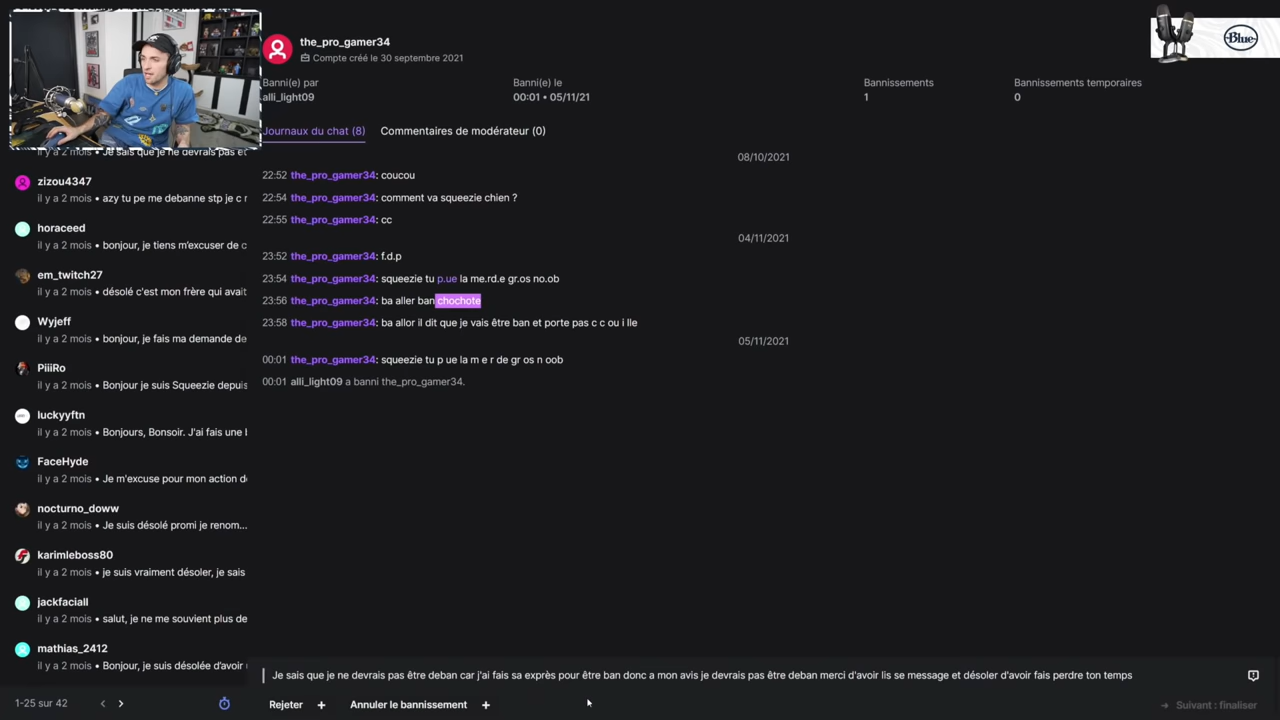 the_pro_gamer34
Compte créé le 30 septembre 2021
Blue
Banni(e) par
alli_light09
Banni(e) le
00:01 • 05/11/21
Bannissements
1
Bannissements temporaires
0
Journaux du chat (8)
Commentaires de modérateur (0)
Je sais que je ne devrais pas et
zizou4347
il y a 2 mois • azy tu pe me debanne stp je c r
horaceed
il y a 2 mois • bonjour, je tiens m'excuser de c
em_twitch27
il y a 2 mois • désolé c'est mon frère qui avait
Wyjeff
il y a 2 mois • bonjour, je fais ma demande de
PiiiRo
il y a 2 mois • Bonjour je suis Squeezie depuis
luckyyftn
il y a 2 mois • Bonjours, Bonsoir. J'ai fais une
FaceHyde
il y a 2 mois • Je m'excuse pour mon action de
nocturno_doww
il y a 2 mois • Je suis désolé promi je renom...
karimleboss80
il y a 2 mois • je suis vraiment désoler, je sais
jackfaciall
il y a 2 mois • salut, je ne me souvient plus de
mathias_2412
il y a 2 mois • Bonjour, je suis désolée d'avoir
1-25 sur 42
08/10/2021
22:52 the_pro_gamer34: coucou
22:54 the_pro_gamer34: comment va squeezie chien ?
22:55 the_pro_gamer34: cc
04/11/2021
23:52 the_pro_gamer34: f.d.p
23:54 the_pro_gamer34: squeezie tu p.ue la me.rd.e gr.os no.ob
23:56 the_pro_gamer34: ba aller ban chochote
23:58 the_pro_gamer34: ba allor il dit que je vais être ban et porte pas c c ou i lle
05/11/2021
00:01 the_pro_gamer34: squeezie tu p ue la m e r de gr os n oob
00:01 alli_light09 a banni the_pro_gamer34.
Je sais que je ne devrais pas être deban car j'ai fais sa exprès pour être ban donc a mon avis je devrais pas être deban merci d'avoir lis se message et désoler d'avoir fais perdre ton temps
Rejeter +
Annuler le bannissement +
→ Suivant : finaliser